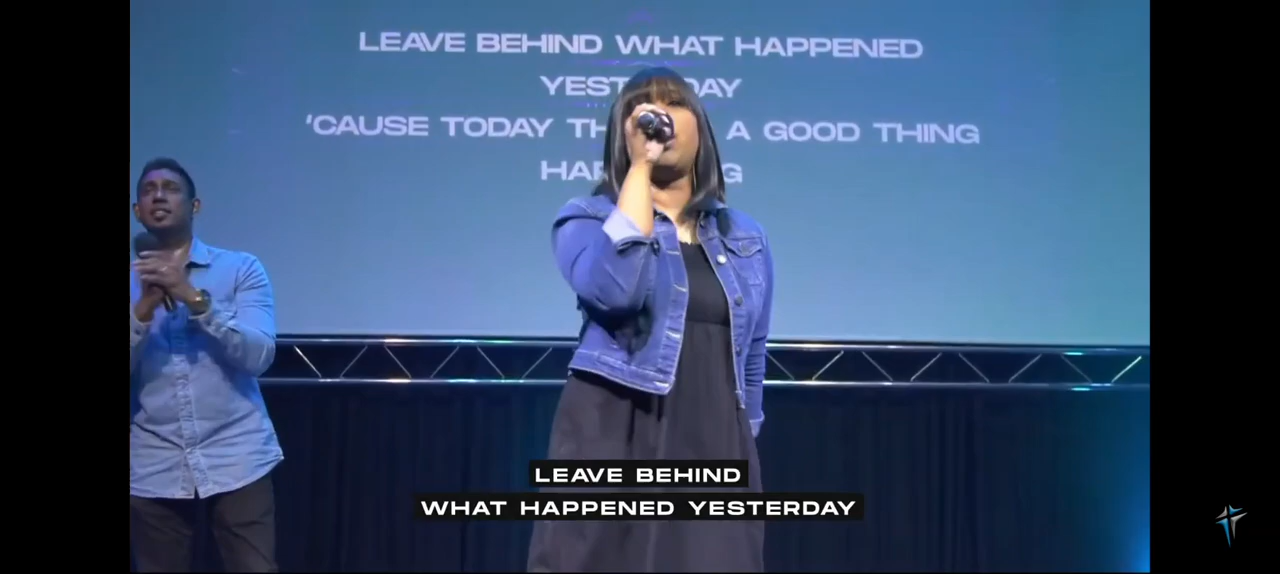 LEAVE BEHIND WHAT HAPPENED
'CAUSE TODAY A GOOD THING
LEAVE BEHIND
WHAT HAPPENED YESTERDAY